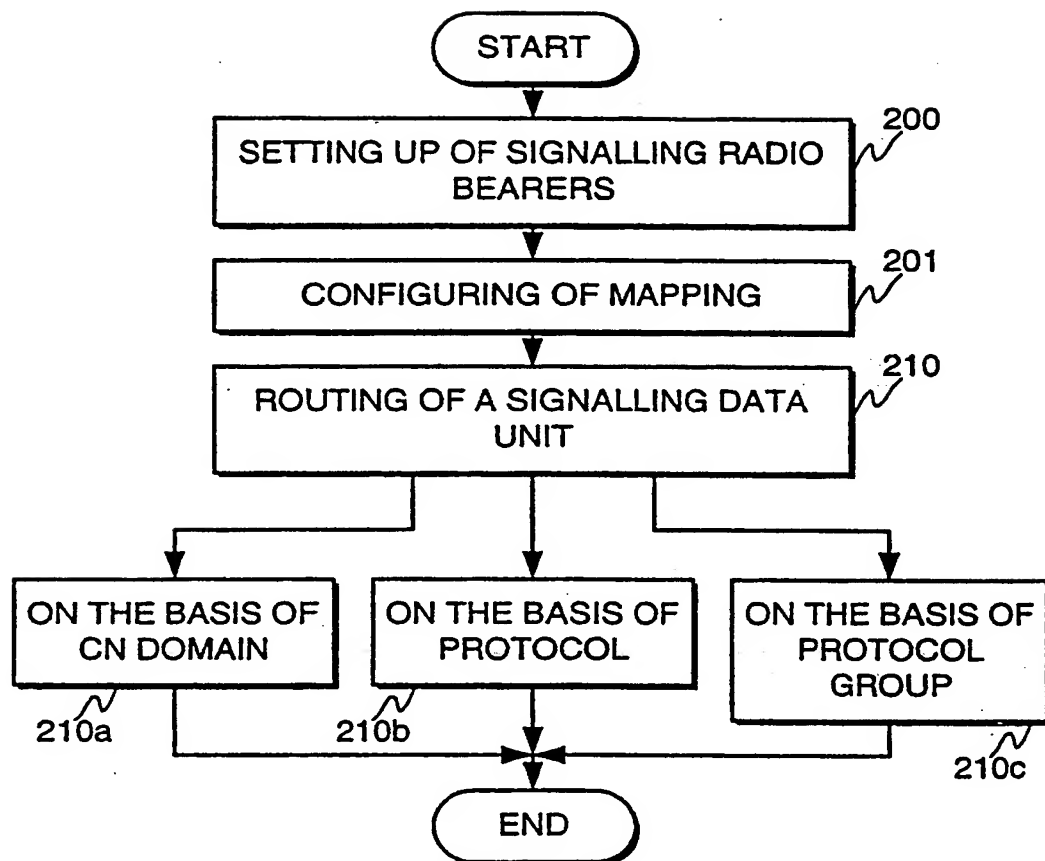 START
200
SETTING UP OF SIGNALLING RADIO
BEARERS
201
CONFIGURING OF MAPPING
210
ROUTING OF A SIGNALLING DATA
UNIT
ON THE BASIS OF
CN DOMAIN
210a
ON THE BASIS OF
PROTOCOL
210b
ON THE BASIS OF
PROTOCOL
GROUP
210c
END